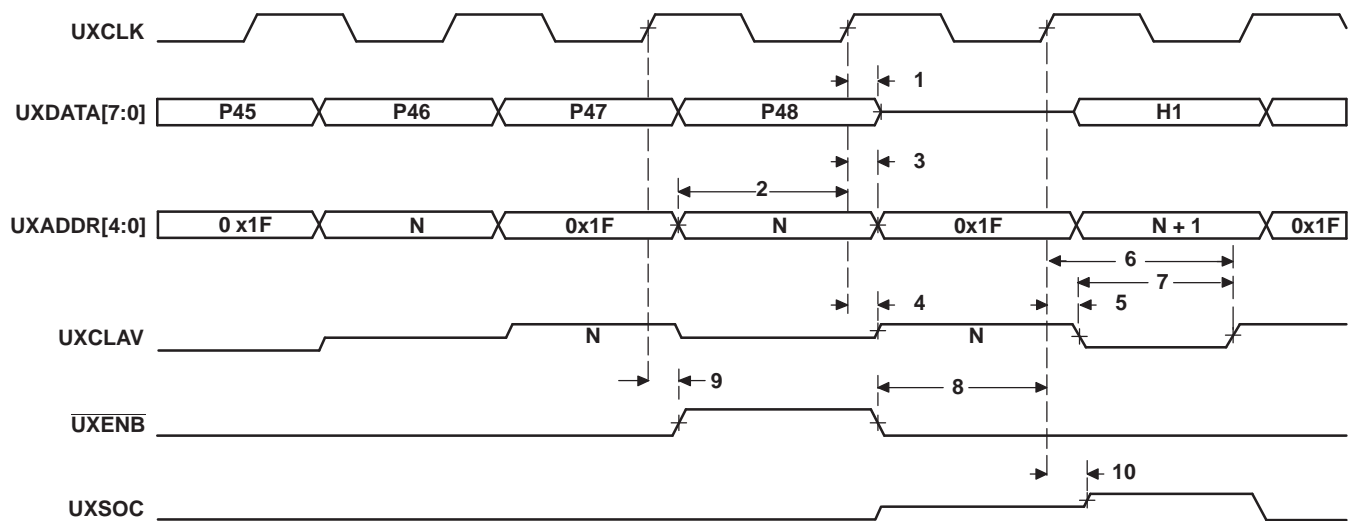 UXCLK
1
UXDATA[7:0] P45 P46 P47 P48 H1
3
2
UXADDR[4:0] 0 x1F N 0x1F N 0x1F N + 1 0x1F
6
7
4 5
UXCLAV N N
9 8
UXENB
10
UXSOC